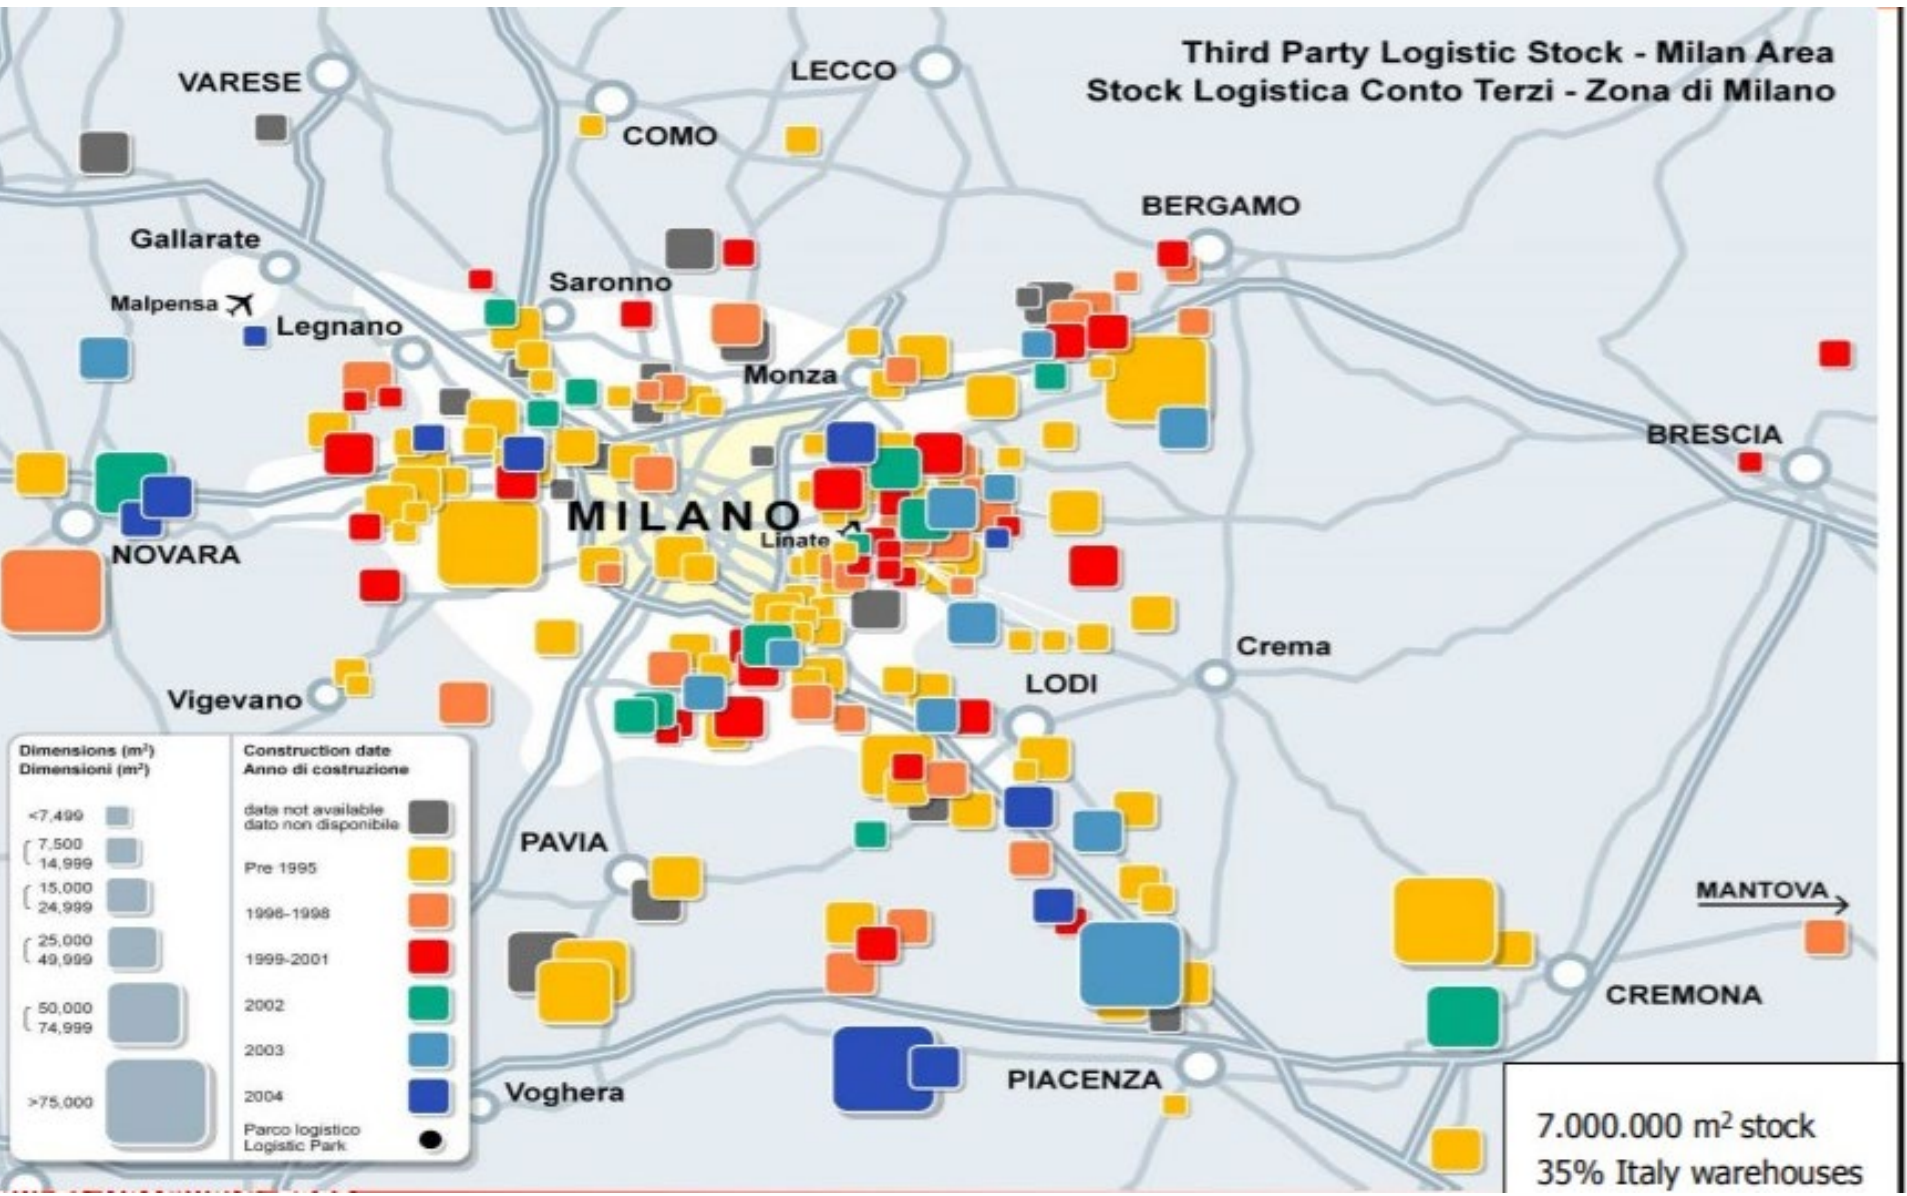 Third Party Logistic Stock - Milan Area
Stock Logistica Conto Terzi - Zona di Milano
VARESE
LECCO
COMO
BERGAMO
Gallarate
Saronno
Malpensa
Legnano
Monza
BRESCIA
MILANO
Linate
NOVARA
Crema
LODI
Vigevano
PAVIA
MANTOVA
CREMONA
PIACENZA
Voghera
Dimensions (m²)
Dimensioni (m²)
<7,499
7,500
14,999
15,000
24,999
25,000
49,999
50,000
74,999
>75,000
Construction date
Anno di costruzione
data not available
dato non disponibile
Pre 1995
1996-1998
1999-2001
2002
2003
2004
Parco logistico
Logistic Park
7.000.000 m² stock
35% Italy warehouses